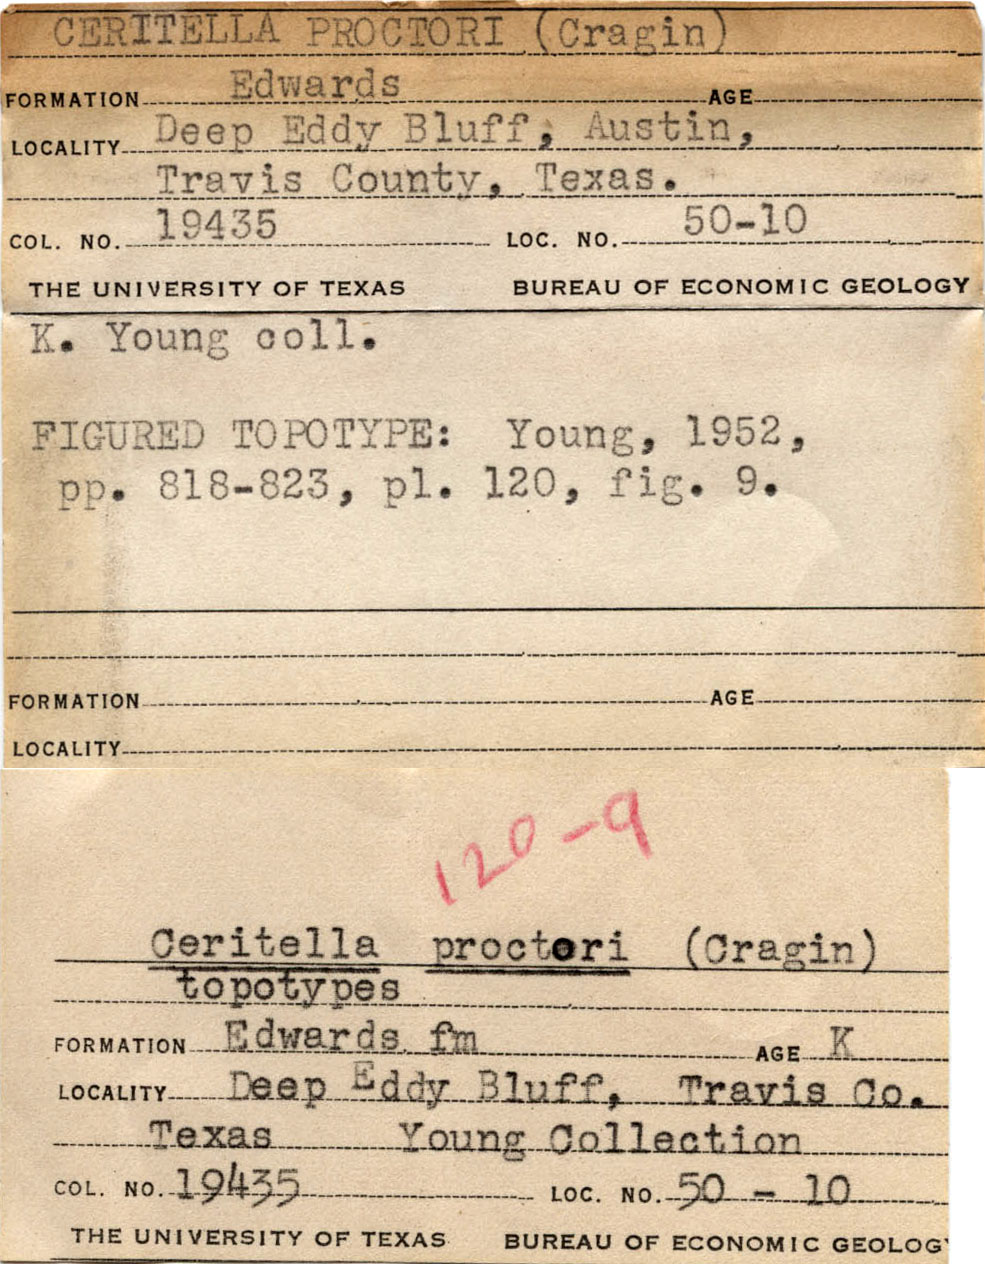 CERITELLA PROCTORI (Cragin)
FORMATION Edwards AGE
LOCALITY Deep Eddy Bluff, Austin,
Travis County, Texas.
COL. NO. 19435 LOC. NO. 50-10
THE UNIVERSITY OF TEXAS BUREAU OF ECONOMIC GEOLOGY
K. Young coll.
FIGURED TOPOTYPE: Young, 1952,
pp. 818-823, pl. 120, fig. 9.
FORMATION AGE
LOCALITY
120-9
Ceritella proctori (Cragin)
topotypes
FORMATION Edwards fm AGE K
LOCALITY Deep Eddy Bluff, Travis Co.
Texas Young Collection
COL. NO. 19435 LOC. NO. 50 - 10
THE UNIVERSITY OF TEXAS BUREAU OF ECONOMIC GEOLOG